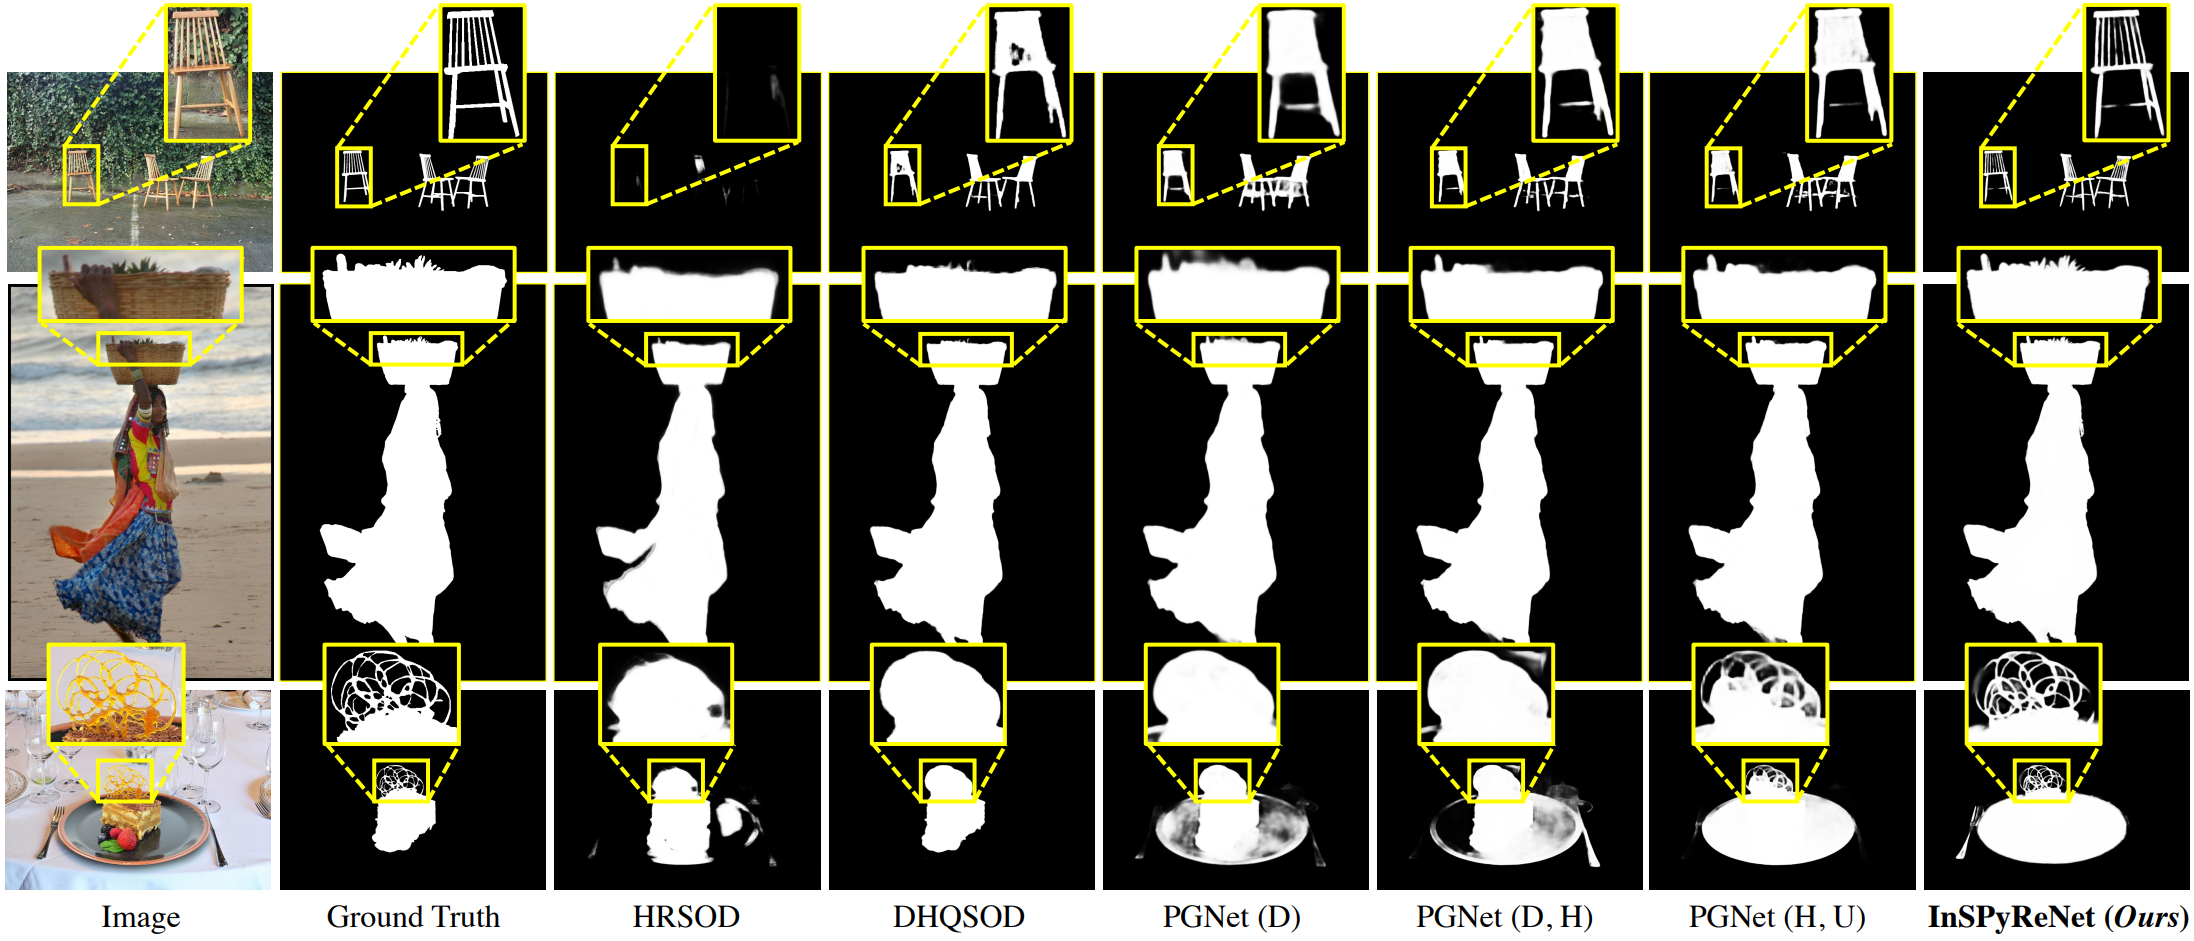 Image Ground Truth HRSOD DHQSOD PGNet (D) PGNet (D, H) PGNet (H, U) InSPyReNet (Ours)